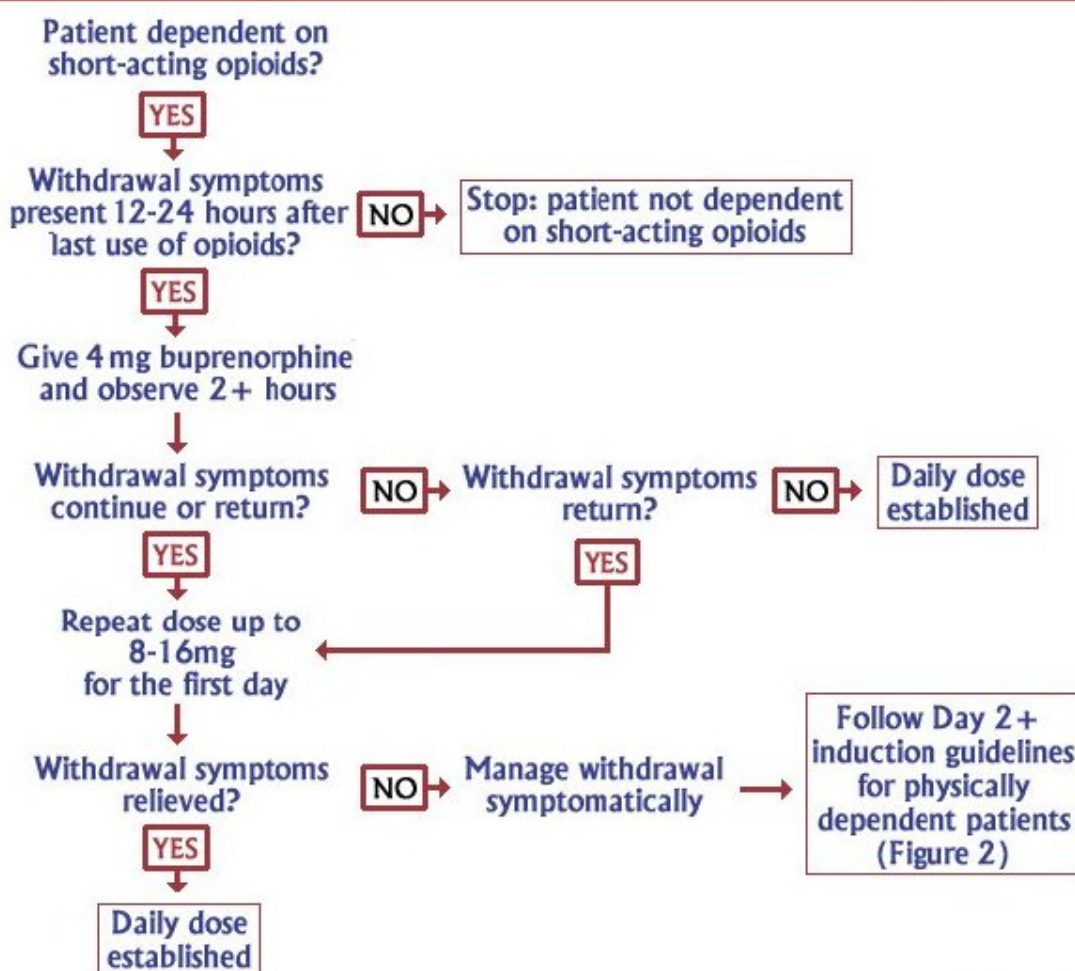 Patient dependent on
short-acting opioids?
YES
Withdrawal symptoms
present 12-24 hours after
last use of opioids?
NO
Stop: patient not dependent
on short-acting opioids
YES
Give 4 mg buprenorphine
and observe 2+ hours
Withdrawal symptoms
continue or return?
NO
Withdrawal symptoms
return?
NO
Daily dose
established
YES
YES
Repeat dose up to
8-16mg
for the first day
Withdrawal symptoms
relieved?
NO
Manage withdrawal
symptomatically
Follow Day 2+
induction guidelines
for physically
dependent patients
(Figure 2)
YES
Daily dose
established